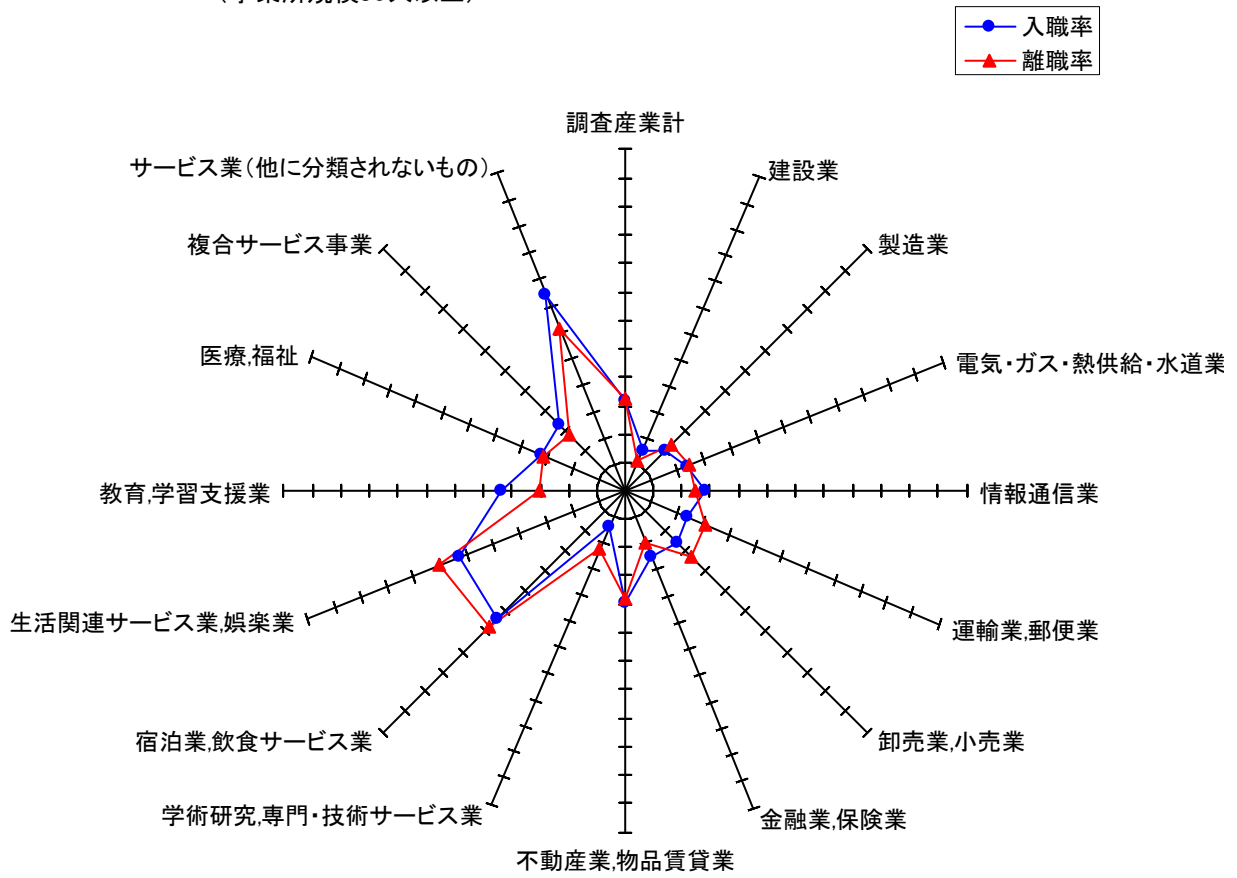 入職率
離職率
調査産業計
建設業
サービス業(他に分類されないもの)
複合サービス事業
製造業
医療,福祉
電気・ガス・熱供給・水道業
教育,学習支援業
情報通信業
生活関連サービス業,娯楽業
運輸業,郵便業
宿泊業,飲食サービス業
卸売業,小売業
学術研究,専門・技術サービス業
金融業,保険業
不動産業,物品賃貸業